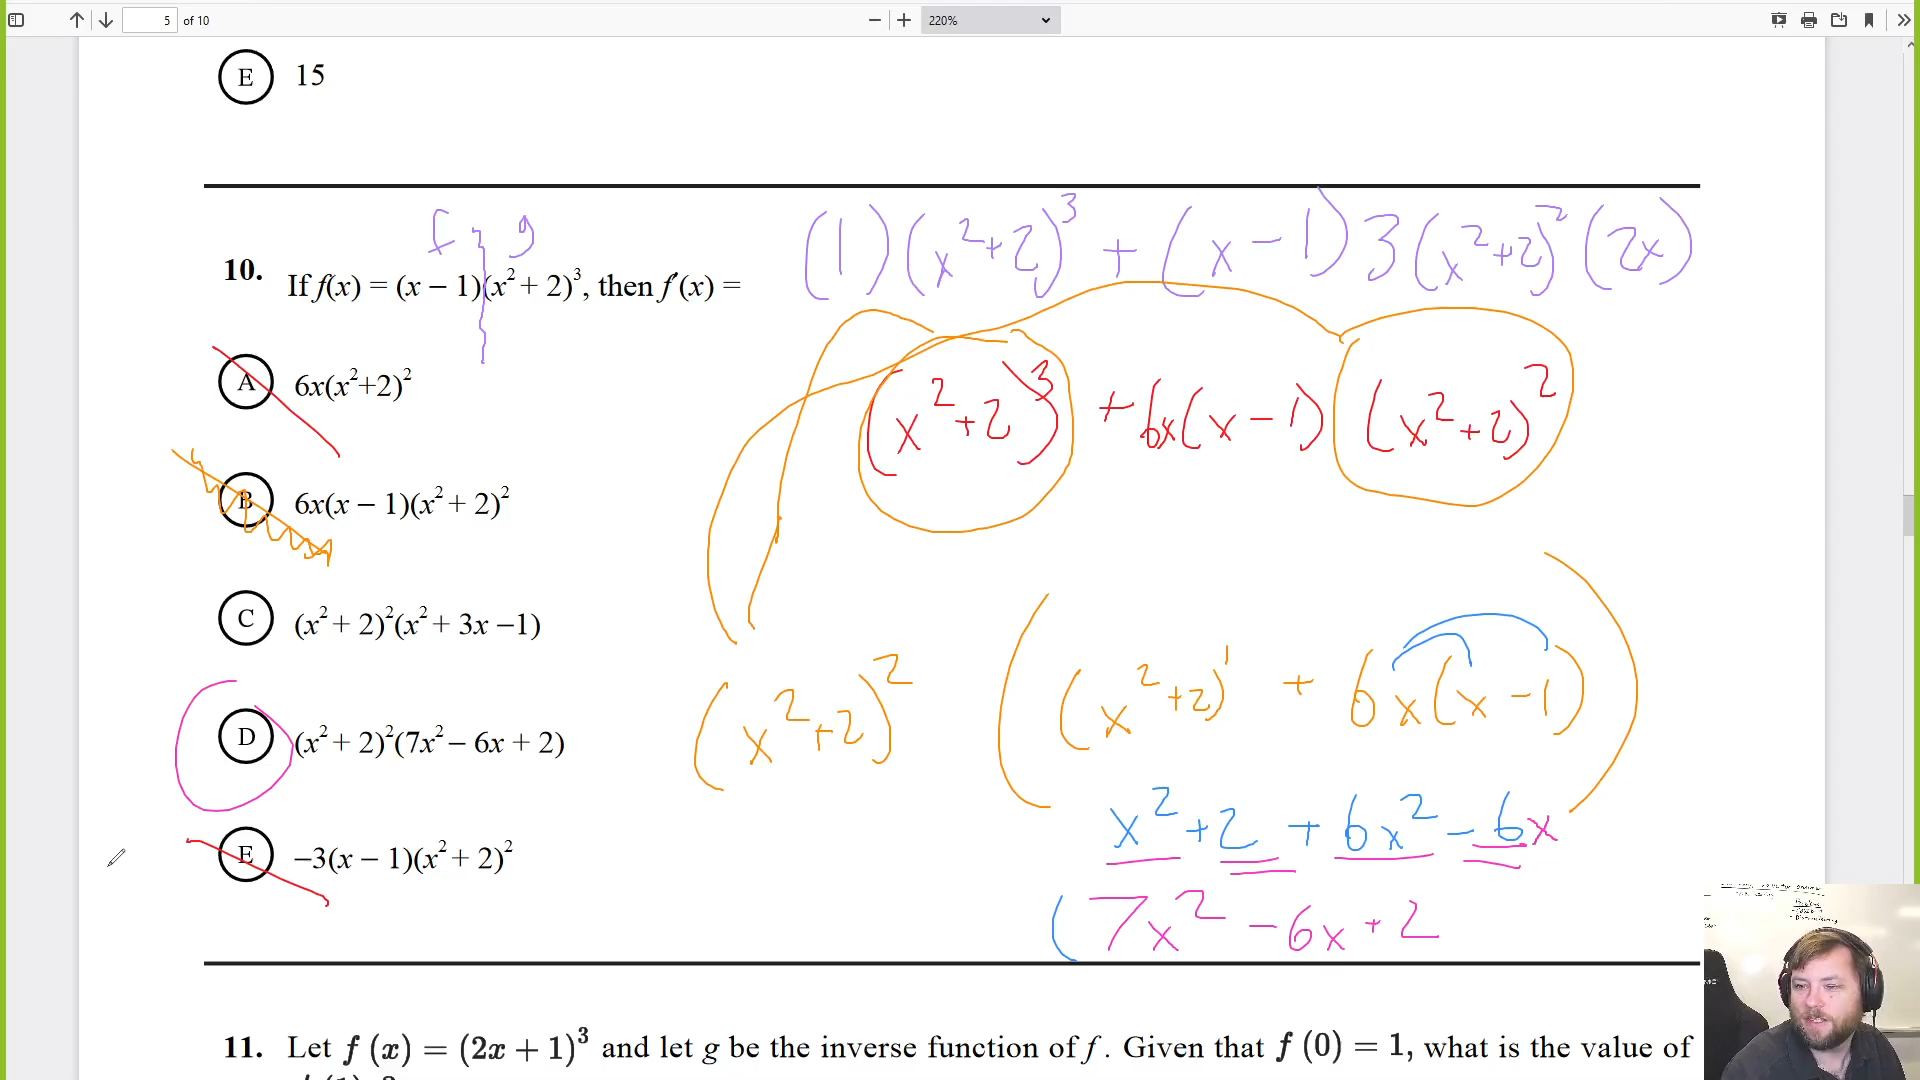 5 of 10 220%
E 15
f g (1)(x²+2)³ + (x-1)3(x²+2)²(2x)
10. If f(x) = (x − 1)(x² + 2)³, then f′(x) =
A 6x(x²+2)²
(x²+2)³ +6x(x-1)(x²+2)²
B 6x(x − 1)(x² + 2)²
C (x² + 2)²(x² + 3x −1)
(x²+2)² ((x²+2)¹ + 6x(x-1))
D (x² + 2)²(7x² − 6x + 2)
x²+2 + 6x² - 6x
E −3(x − 1)(x² + 2)²
(7x² - 6x + 2
11. Let f (x) = (2x + 1)³ and let g be the inverse function of f . Given that f (0) = 1, what is the value of